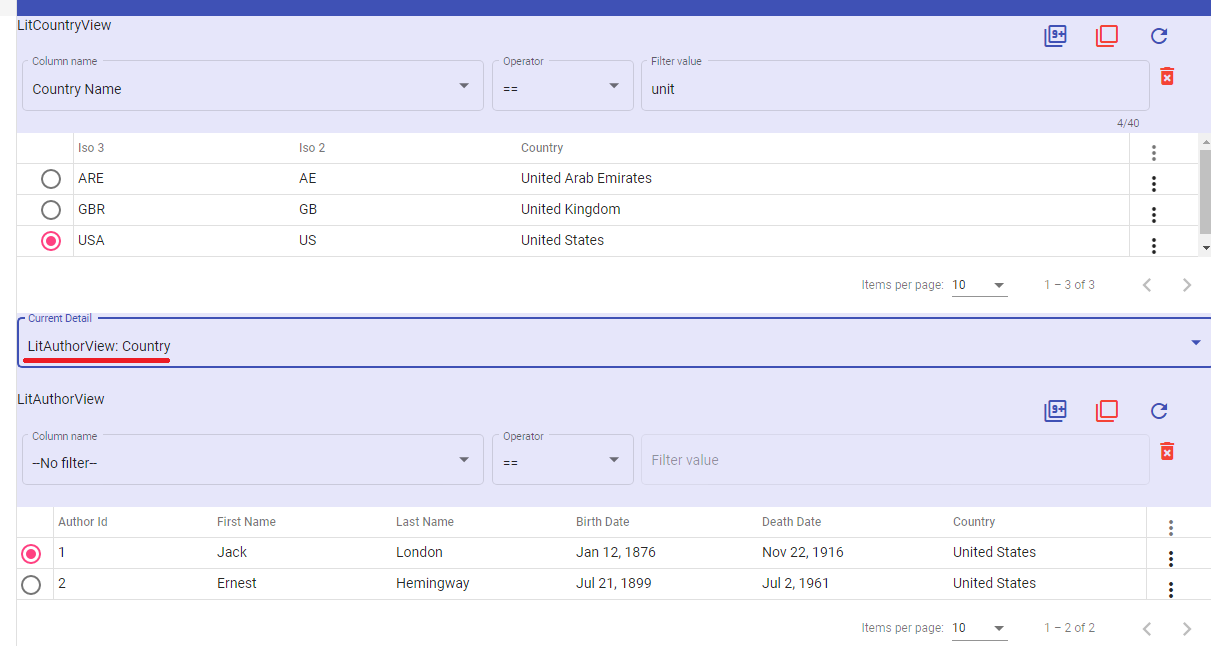 LitCountryView
9+
Column name
Operator
Filter value
Country Name
==
unit
4/40
Iso 3 Iso 2 Country
ARE AE United Arab Emirates
GBR GB United Kingdom
USA US United States
Items per page: 10 1 – 3 of 3
Current Detail
LitAuthorView: Country
LitAuthorView
9+
Column name
Operator
--No filter--
==
Filter value
Author Id First Name Last Name Birth Date Death Date Country
1 Jack London Jan 12, 1876 Nov 22, 1916 United States
2 Ernest Hemingway Jul 21, 1899 Jul 2, 1961 United States
Items per page: 10 1 – 2 of 2